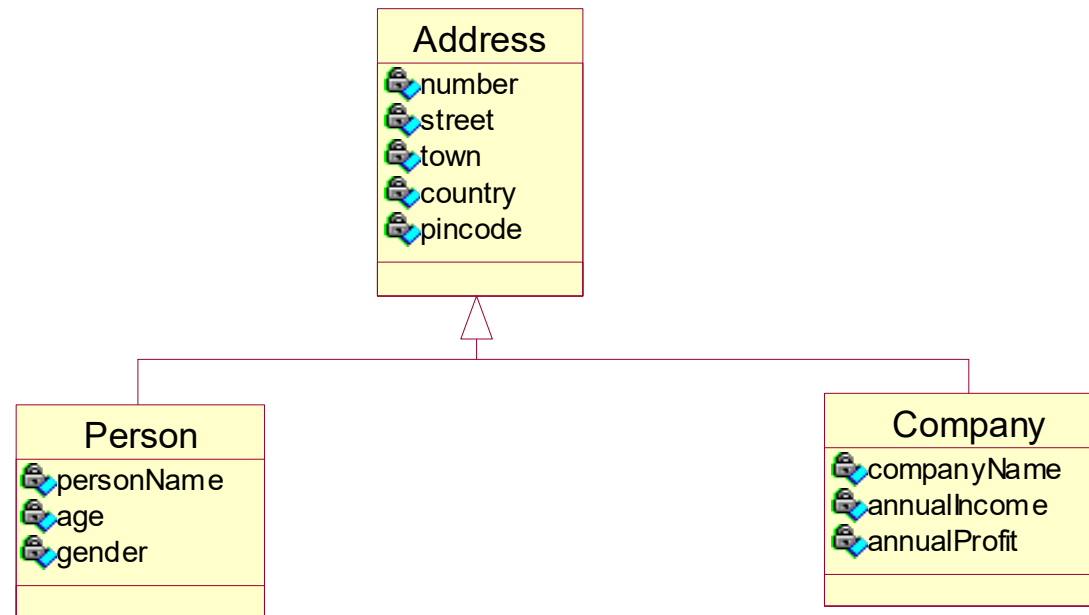 Address
number
street
town
country
pincode
Person
personName
age
gender
Company
companyName
annualIncome
annualProfit